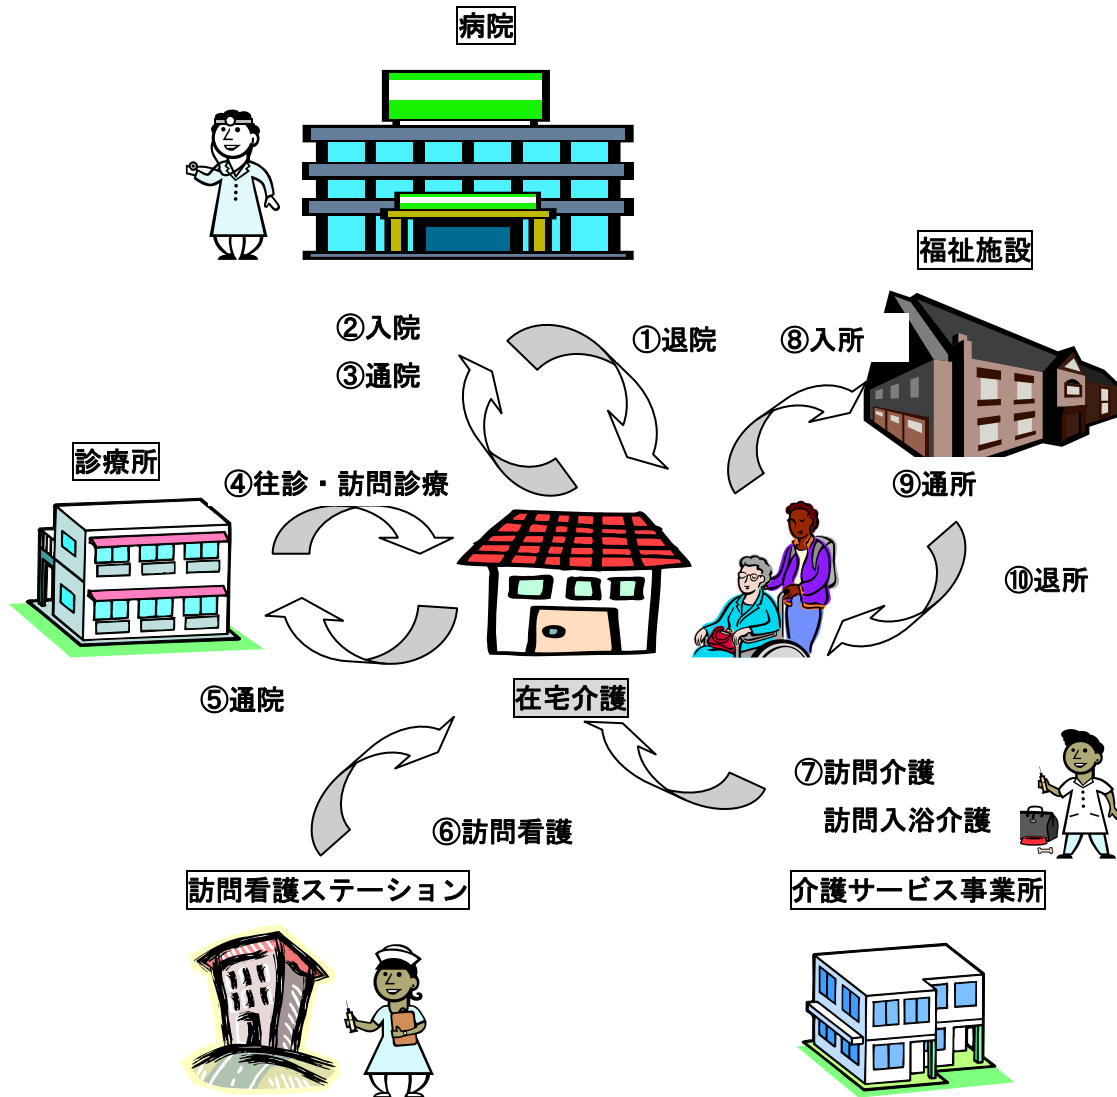 病院
福祉施設
②入院
③通院
①退院
⑧入所
診療所
④往診・訪問診療
⑨通所
⑩退所
⑤通院
在宅介護
⑦訪問介護
訪問入浴介護
⑥訪問看護
訪問看護ステーション
介護サービス事業所